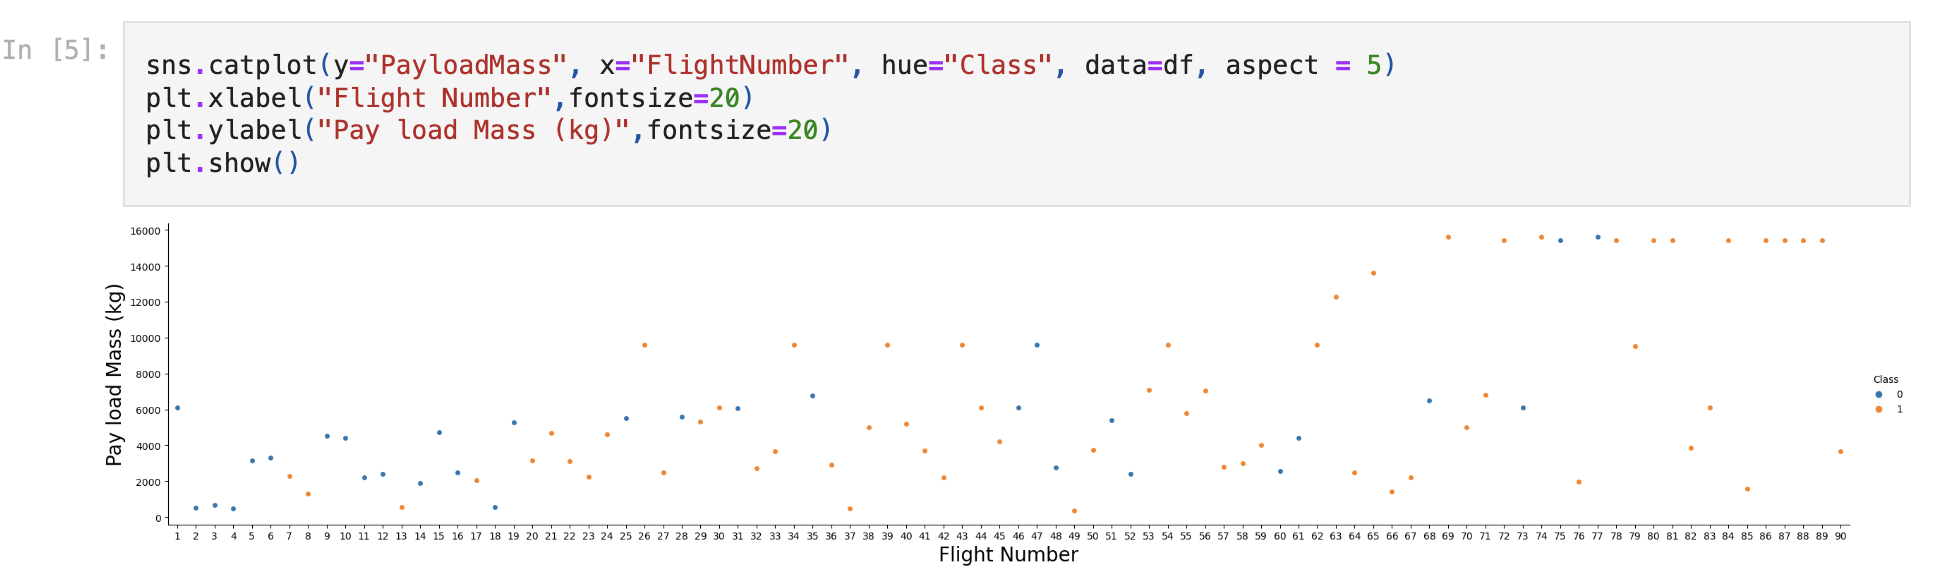 In [5]:
sns.catplot(y="PayloadMass", x="FlightNumber", hue="Class", data=df, aspect = 5)
plt.xlabel("Flight Number",fontsize=20)
plt.ylabel("Pay load Mass (kg)",fontsize=20)
plt.show()
16000
14000
12000
10000
8000
6000
4000
2000
0
Pay load Mass (kg)
Class
0
1
1 2 3 4 5 6 7 8 9 10 11 12 13 14 15 16 17 18 19 20 21 22 23 24 25 26 27 28 29 30 31 32 33 34 35 36 37 38 39 40 41 42 43 44 45 46 47 48 49 50 51 52 53 54 55 56 57 58 59 60 61 62 63 64 65 66 67 68 69 70 71 72 73 74 75 76 77 78 79 80 81 82 83 84 85 86 87 88 89 90
Flight Number